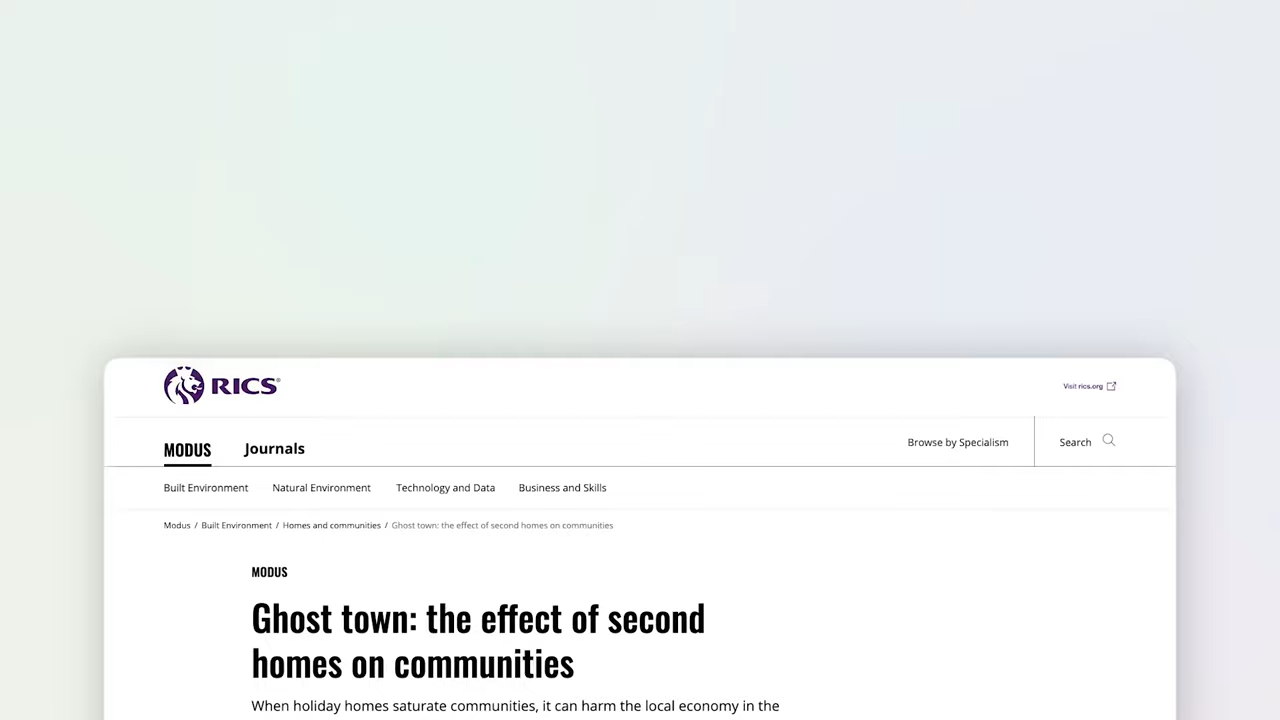 RICS®
Visit rics.org
MODUS Journals
Browse by Specialism
Search
Built Environment Natural Environment Technology and Data Business and Skills
Modus / Built Environment / Homes and communities / Ghost town: the effect of second homes on communities
MODUS
Ghost town: the effect of second
homes on communities
When holiday homes saturate communities, it can harm the local economy in the